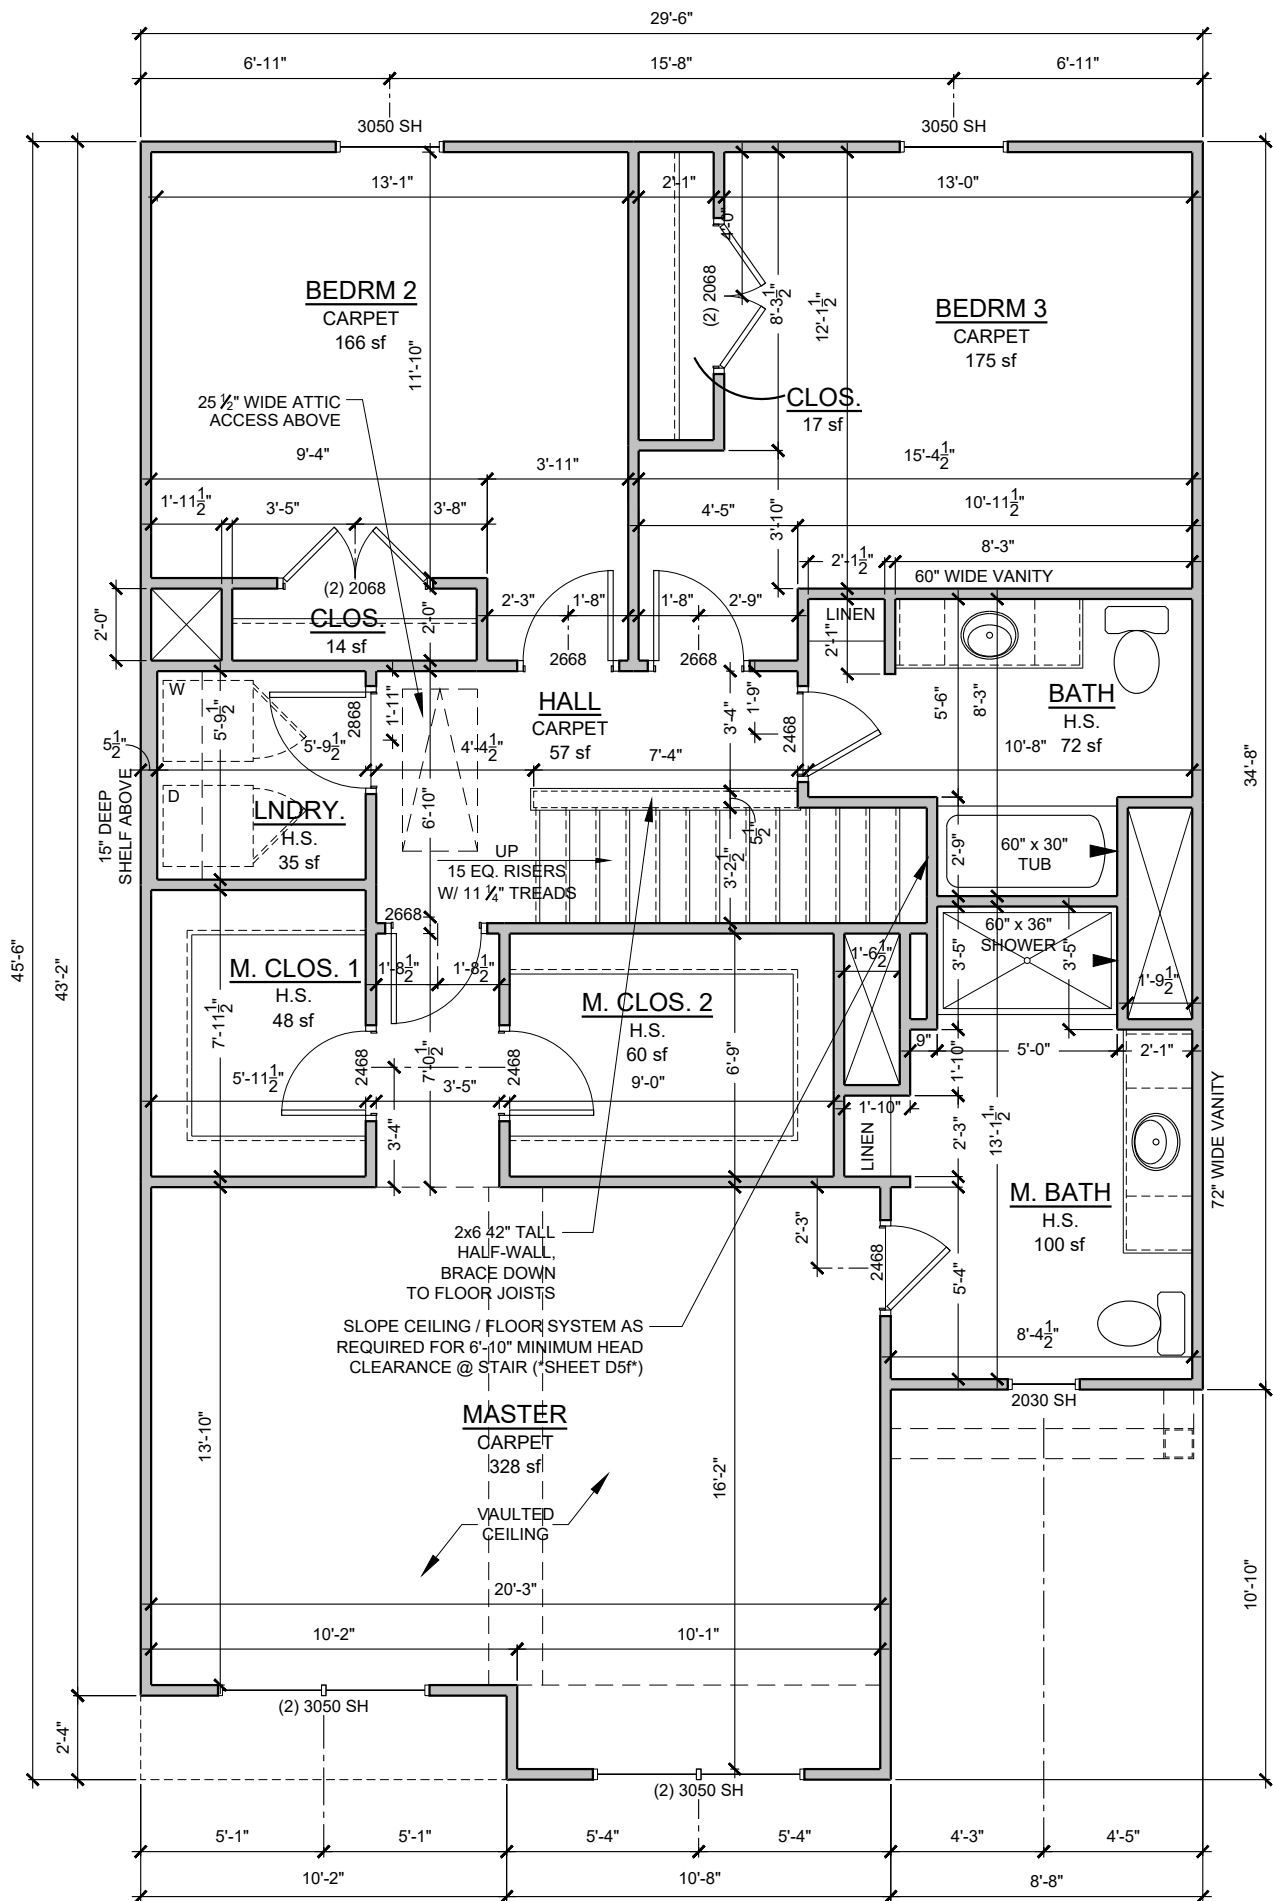 29'-6"
6'-11"
15'-8"
6'-11"
3050 SH
3050 SH
13'-1"
2'-1"
13'-0"
4'-0"
(2) 2068
8'-3 1/2"
12'-1 1/2"
BEDRM 2
CARPET
166 sf
11'-10"
BEDRM 3
CARPET
175 sf
25 ½" WIDE ATTIC
ACCESS ABOVE
CLOS.
17 sf
9'-4"
3'-11"
15'-4 1/2"
1'-11 1/2"
3'-5"
3'-8"
4'-5"
3'-10"
10'-11 1/2"
2'-1 1/2"
8'-3"
(2) 2068
60" WIDE VANITY
2'-0"
CLOS.
14 sf
2'-0"
2'-3"
1'-8"
1'-8"
2'-9"
LINEN
2'-1"
2668
2668
W
5'-9 1/2"
2868
1'-11"
HALL
CARPET
57 sf
3'-4"
1'-9"
2468
5'-6"
8'-3"
BATH
H.S.
72 sf
10'-8"
5 1/2"
5'-9 1/2"
4'-4 1/2"
7'-4"
34'-8"
15" DEEP
SHELF ABOVE
D
LNDRY.
H.S.
35 sf
6'-10"
5 1/2"
3'-2 1/2"
UP
15 EQ. RISERS
W/ 11 ¼" TREADS
2'-9"
60" x 30"
TUB
45'-6"
43'-2"
2668
60" x 36"
SHOWER
3'-5"
3'-5"
1'-6 1/2"
1'-9 1/2"
M. CLOS. 1
H.S.
48 sf
7'-11 1/2"
1'-8 1/2"
1'-8 1/2"
M. CLOS. 2
H.S.
60 sf
9'-0"
6'-9"
9"
5'-0"
2'-1"
1'-10"
5'-11 1/2"
2468
7'-0 1/2"
3'-5"
2468
1'-10"
3'-4"
LINEN
2'-3"
13'-1 1/2"
72" WIDE VANITY
M. BATH
H.S.
100 sf
2x6 42" TALL
HALF-WALL,
BRACE DOWN
TO FLOOR JOISTS
2'-3"
2468
5'-4"
SLOPE CEILING / FLOOR SYSTEM AS
REQUIRED FOR 6'-10" MINIMUM HEAD
CLEARANCE @ STAIR (*SHEET D5f*)
8'-4 1/2"
2030 SH
MASTER
CARPET
328 sf
13'-10"
16'-2"
VAULTED
CEILING
20'-3"
10'-10"
10'-2"
10'-1"
(2) 3050 SH
2'-4"
(2) 3050 SH
5'-1"
5'-1"
5'-4"
5'-4"
4'-3"
4'-5"
10'-2"
10'-8"
8'-8"